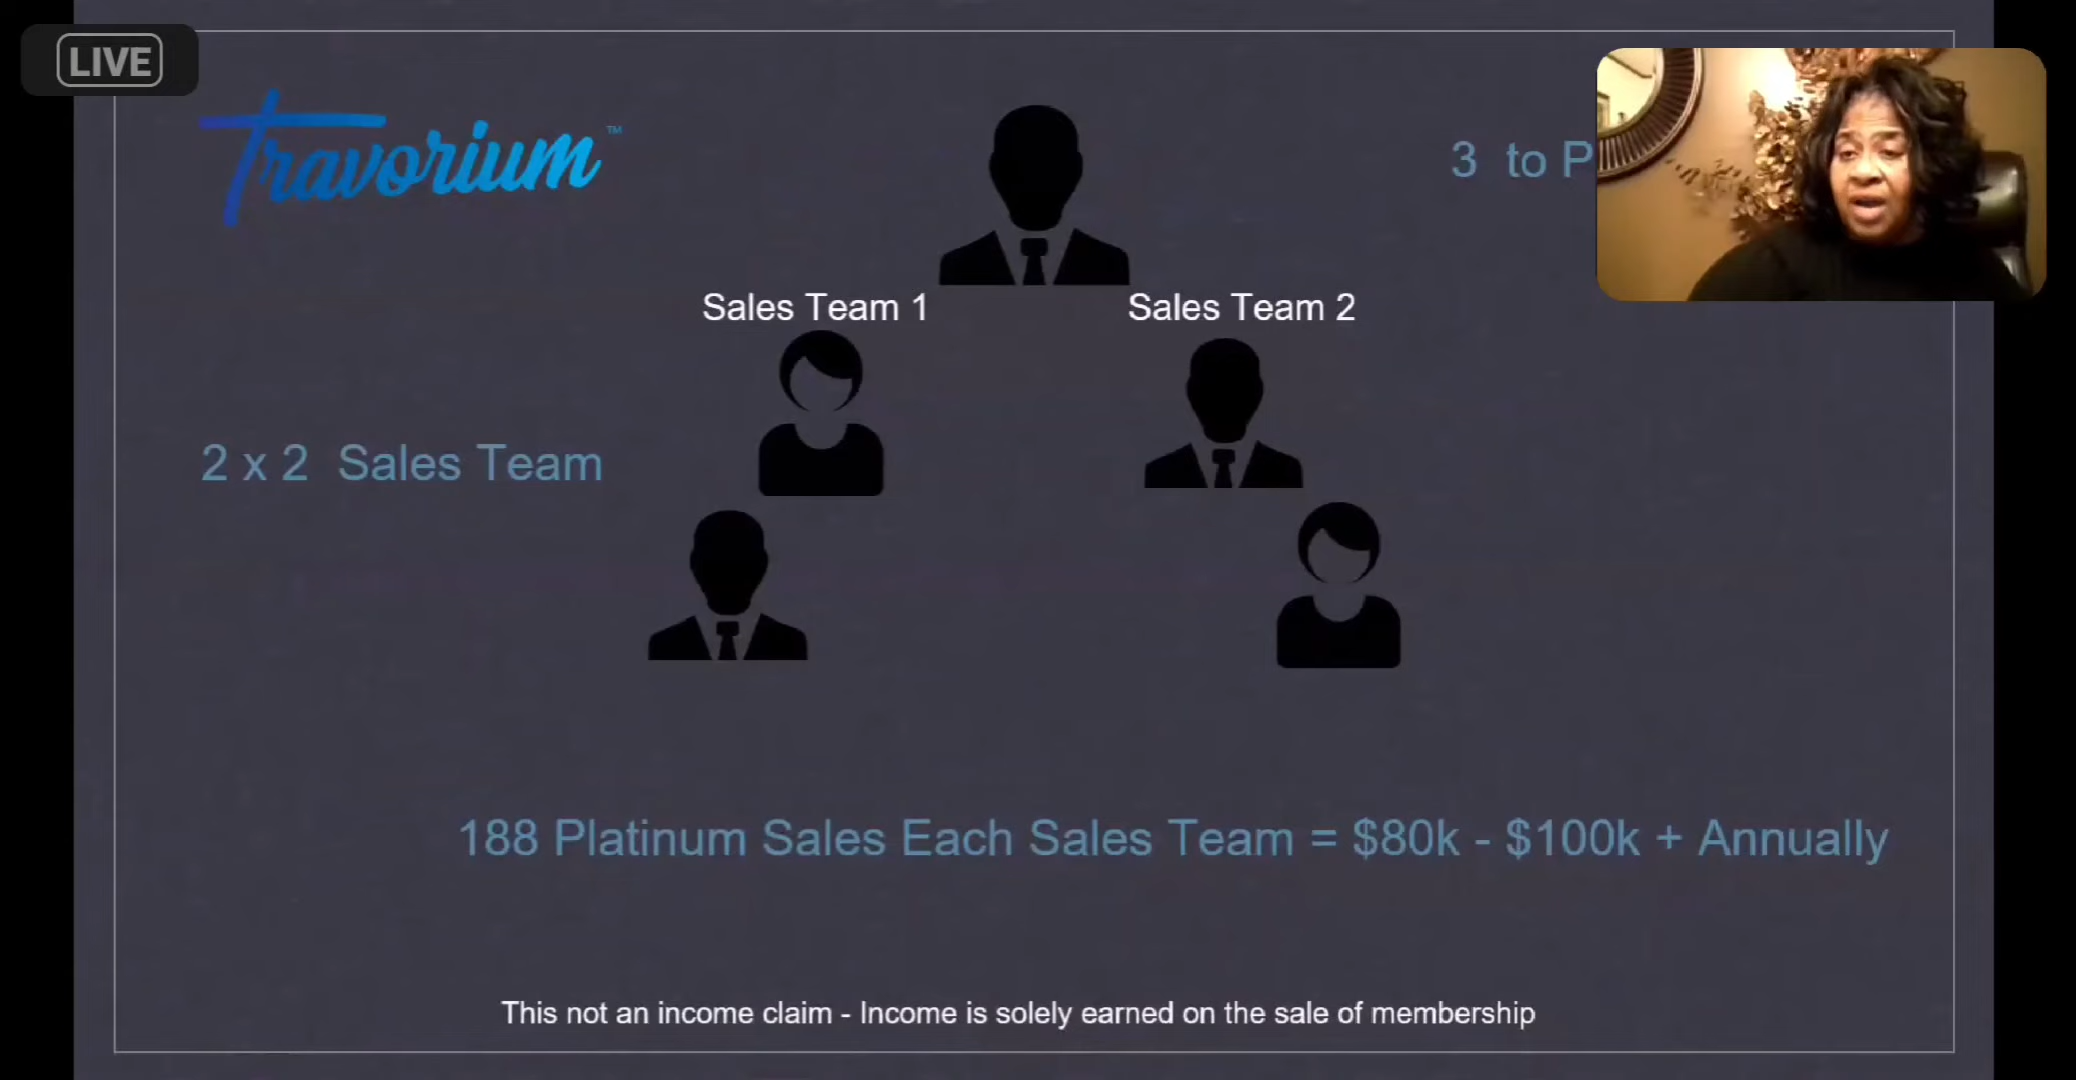 LIVE
Travorium™
3 to P
Sales Team 1
Sales Team 2
2 x 2 Sales Team
188 Platinum Sales Each Sales Team = $80k - $100k + Annually
This not an income claim - Income is solely earned on the sale of membership